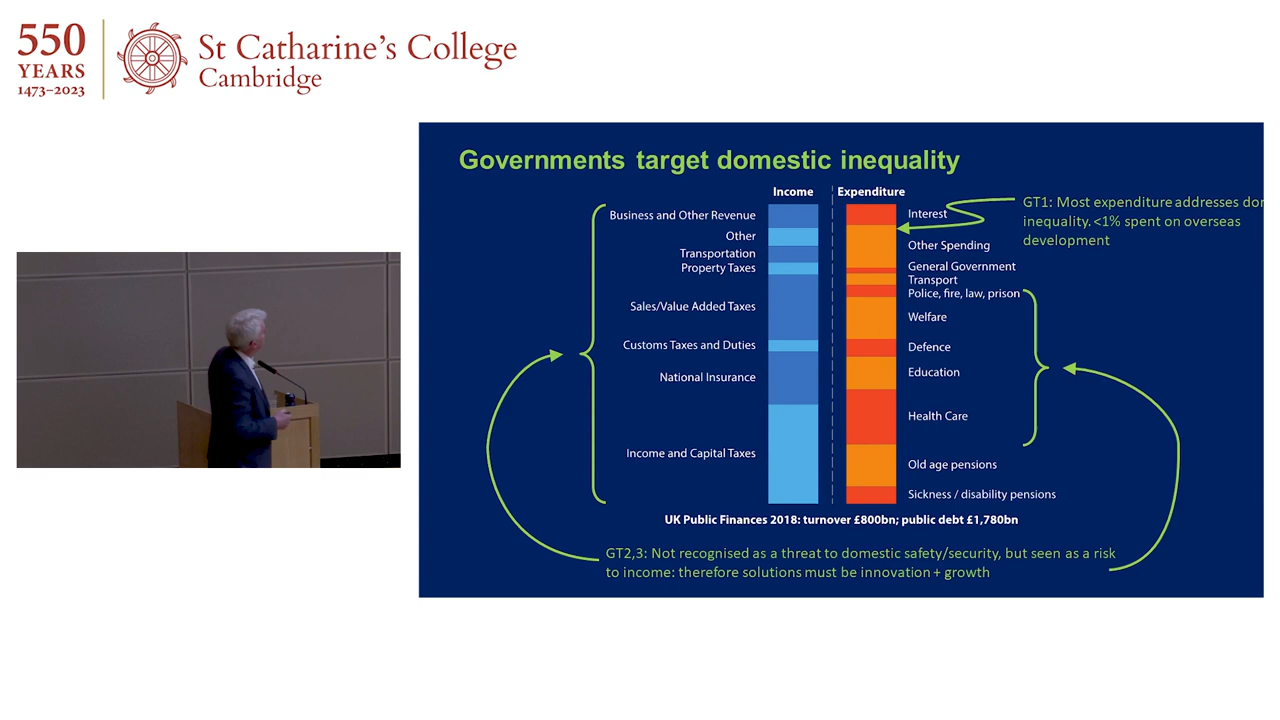 550
YEARS
1473–2023
St Catharine's College
Cambridge
Governments target domestic inequality
Income
Expenditure
Business and Other Revenue
Other
Transportation
Property Taxes
Sales/Value Added Taxes
Customs Taxes and Duties
National Insurance
Income and Capital Taxes
Interest
Other Spending
General Government
Transport
Police, fire, law, prison
Welfare
Defence
Education
Health Care
Old age pensions
Sickness / disability pensions
GT1: Most expenditure addresses
inequality. <1% spent on overseas
development
UK Public Finances 2018: turnover £800bn; public debt £1,780bn
GT2,3: Not recognised as a threat to domestic safety/security, but seen as a risk
to income: therefore solutions must be innovation + growth